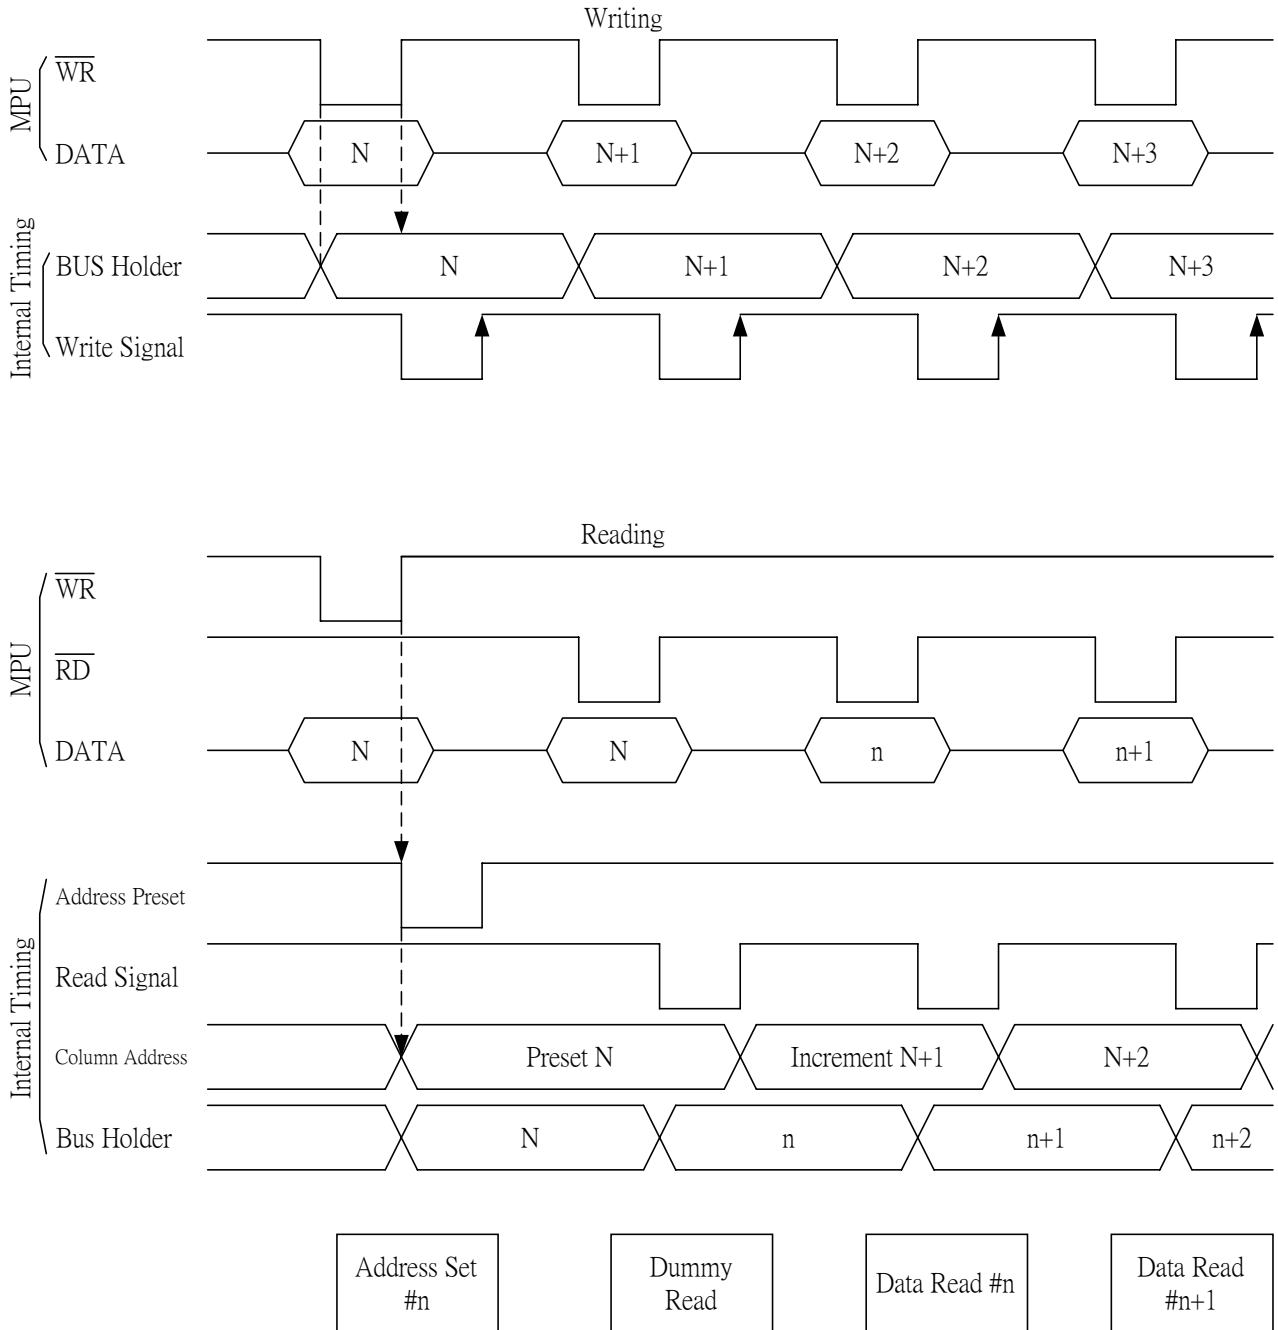 Writing
MPU
WR
DATA
N
N+1
N+2
N+3
Internal Timing
BUS Holder
N
N+1
N+2
N+3
Write Signal
Reading
MPU
WR
RD
DATA
N
N
n
n+1
Internal Timing
Address Preset
Read Signal
Column Address
Preset N
Increment N+1
N+2
Bus Holder
N
n
n+1
n+2
Address Set
#n
Dummy
Read
Data Read #n
Data Read
#n+1